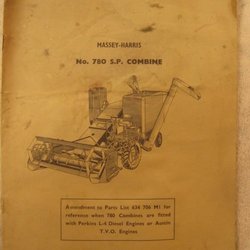 MASSEY-HARRIS
No. 780 S.P. COMBINE
Amendment to Parts List 634 706 M1 for
reference when 780 Combines are fitted
with Perkins L-4 Diesel Engines or Austin
T.V.O. Engines